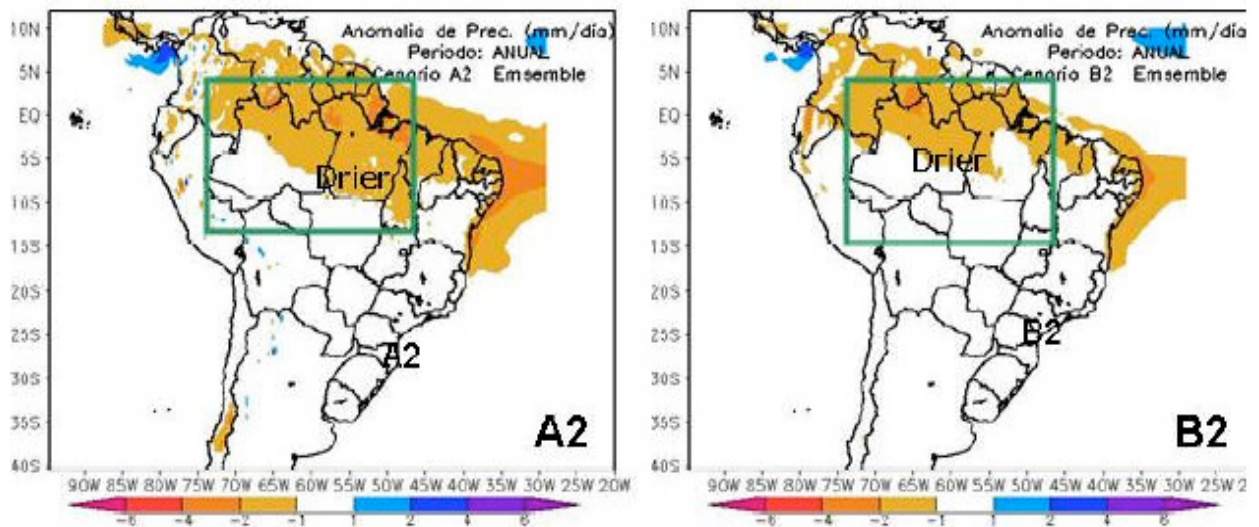 10N
5N
EQ
5S
10S
15S
20S
25S
30S
35S
40S
Anomalia de Prec. (mm/dia)
Periodo: ANUAL
Cenario A2 Emsemble
Drier
A2
A2
90W 85W 80W 75W 70W 65W 60W 55W 50W 45W 40W 35W 30W 25W 20W
-6 -4 -2 -1 1 2 4 6
10N
5N
EQ
5S
10S
15S
20S
25S
30S
35S
40S
Anomalia de Prec. (mm/dia
Periodo: ANUAL
Cenario B2 Emsemble
Drier
B2
B2
90W 85W 80W 75W 70W 65W 60W 55W 50W 45W 40W 35W 30W 25W
-6 -4 -2 -1 1 2 4 6